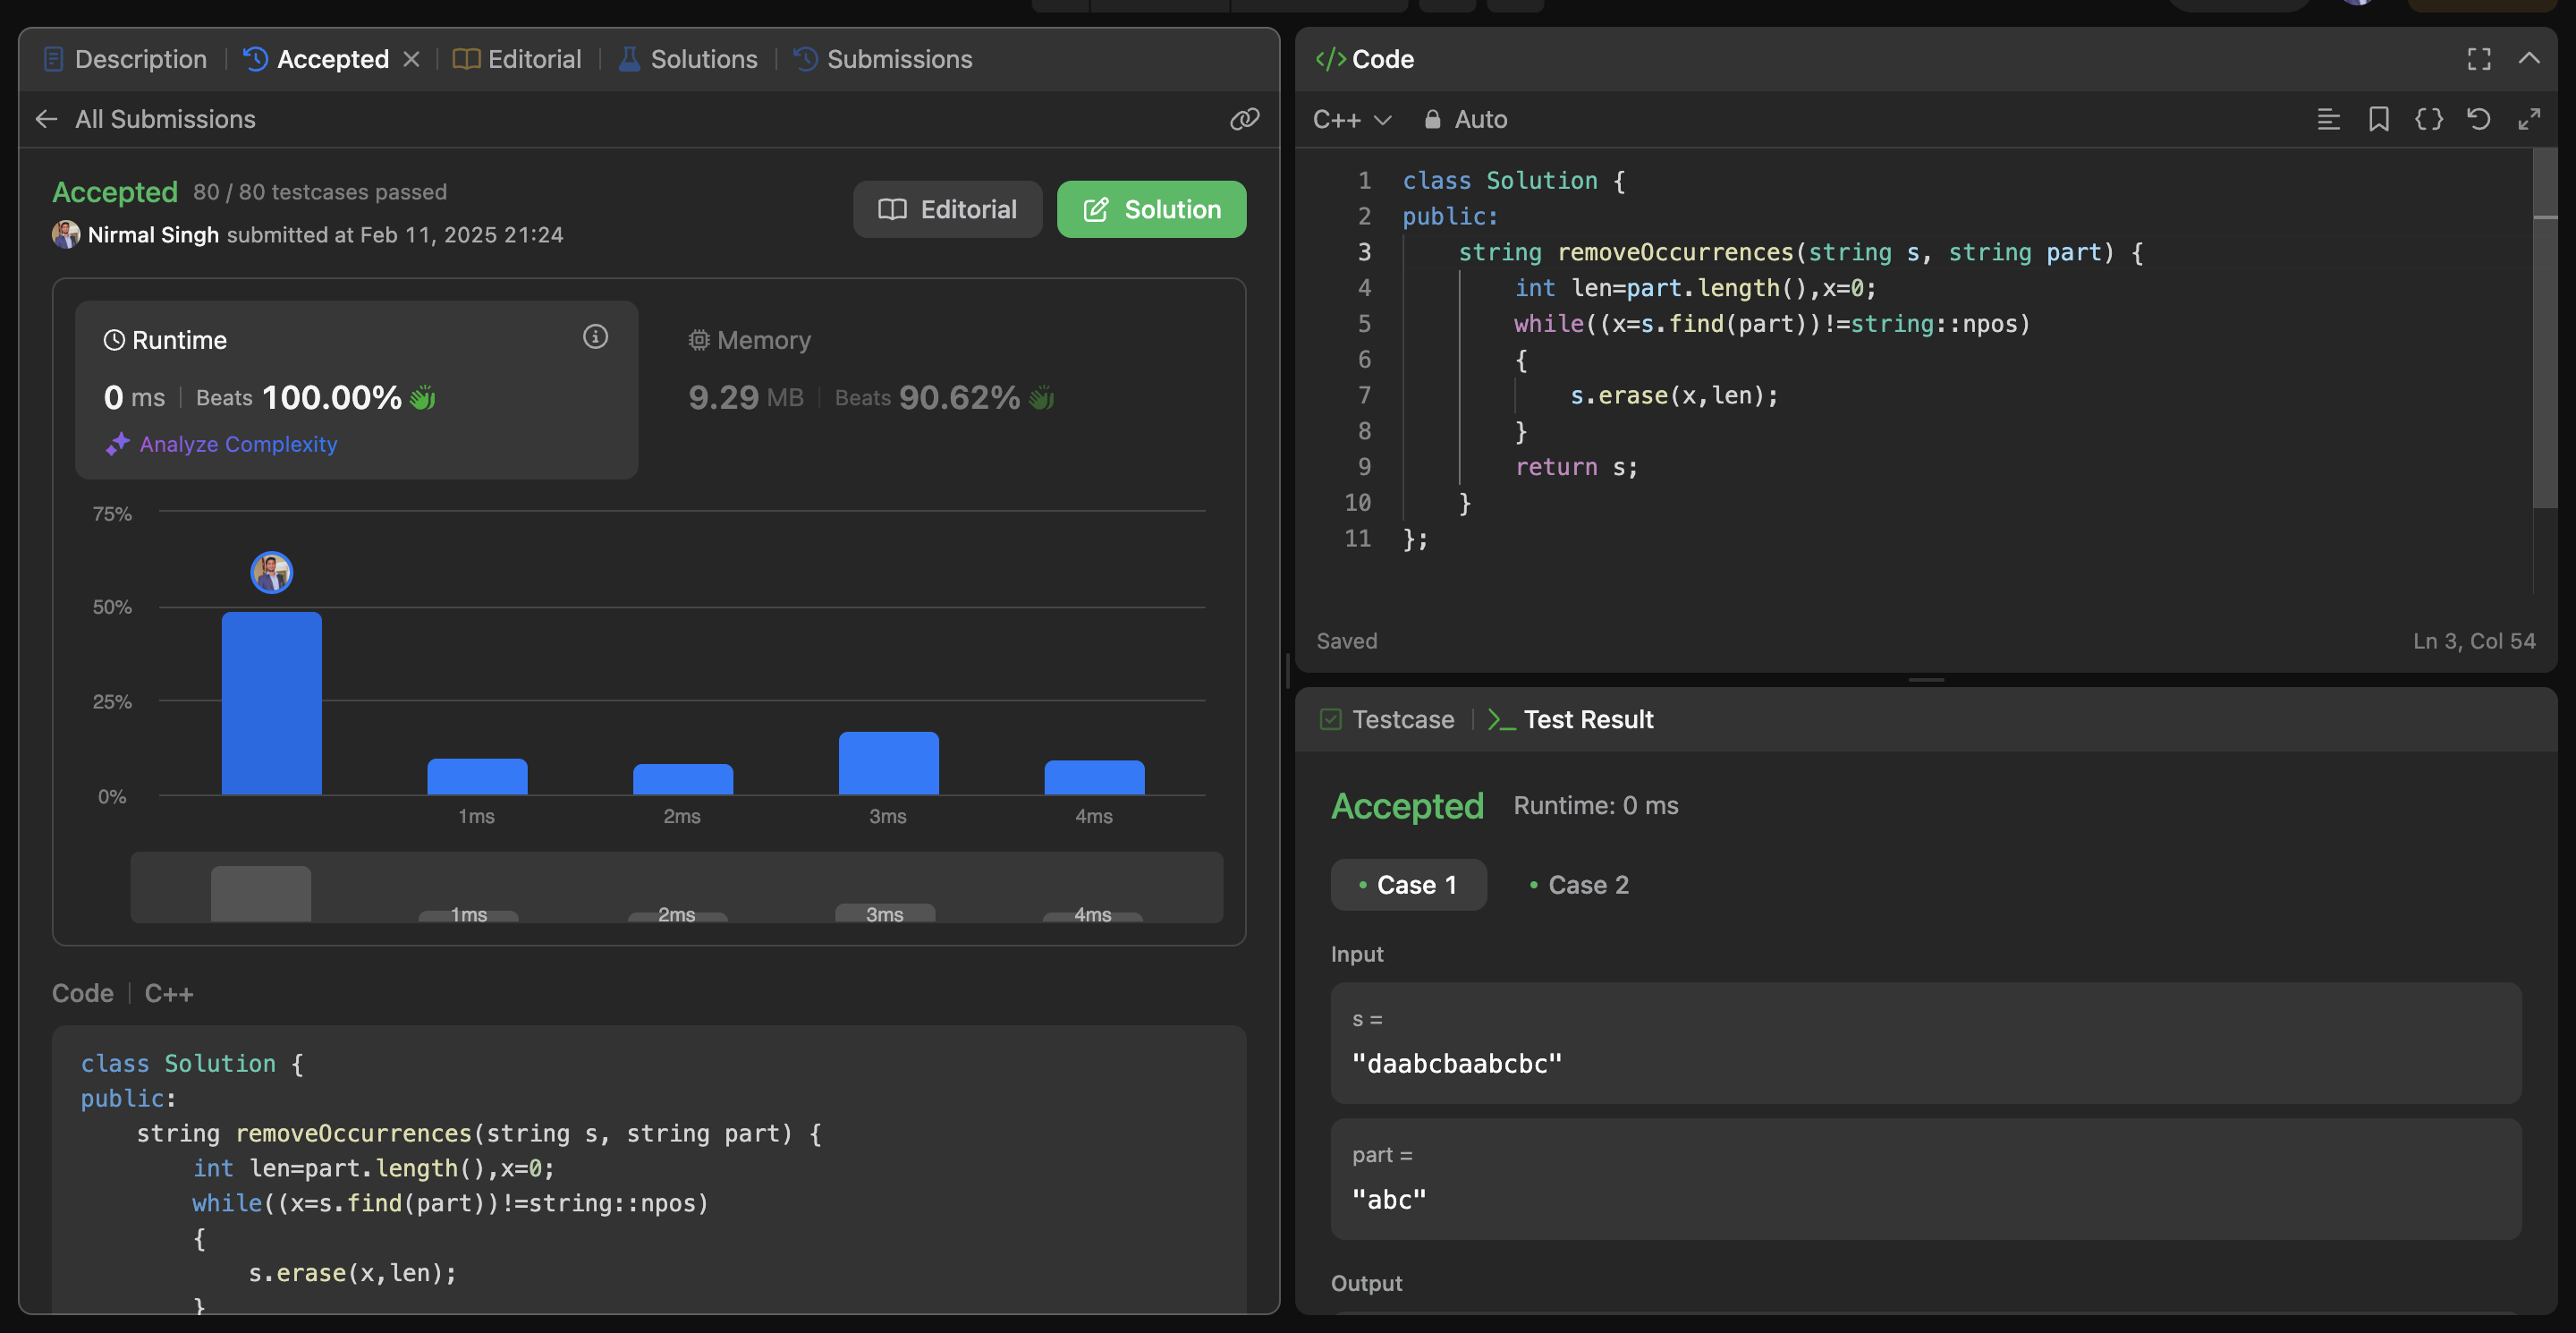 Description
Accepted
Editorial
Solutions
Submissions
All Submissions
Accepted 80 / 80 testcases passed
Nirmal Singh submitted at Feb 11, 2025 21:24
Editorial
Solution
Runtime
0 ms Beats 100.00%
Analyze Complexity
Memory
9.29 MB Beats 90.62%
75%
50%
25%
0%
1ms 2ms 3ms 4ms
1ms 2ms 3ms 4ms
Code C++
class Solution {
public:
    string removeOccurrences(string s, string part) {
        int len=part.length(),x=0;
        while((x=s.find(part))!=string::npos)
        {
            s.erase(x,len);
        }
</> Code
C++ Auto
1 class Solution {
2 public:
3     string removeOccurrences(string s, string part) {
4         int len=part.length(),x=0;
5         while((x=s.find(part))!=string::npos)
6         {
7             s.erase(x,len);
8         }
9         return s;
10     }
11 };
Saved
Ln 3, Col 54
Testcase
Test Result
Accepted Runtime: 0 ms
Case 1
Case 2
Input
s =
"daabcbaabcbc"
part =
"abc"
Output